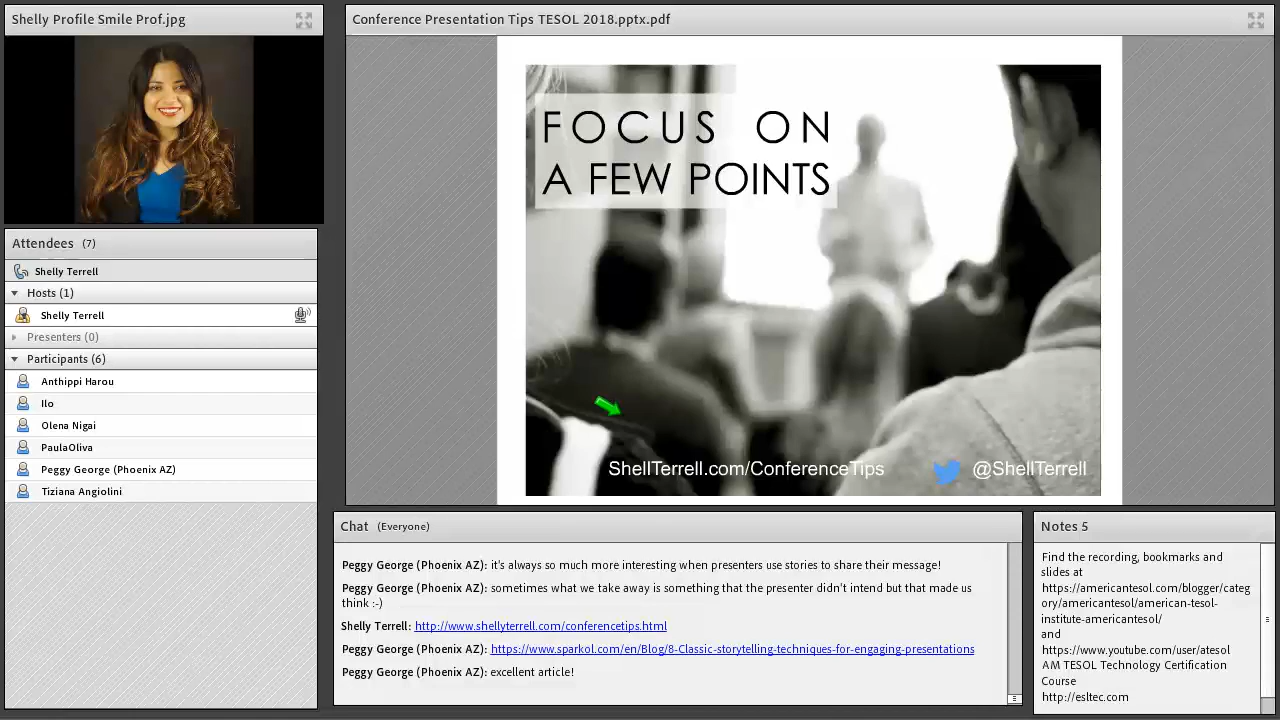 Shelly Profile Smile Prof.jpg
Conference Presentation Tips TESOL 2018.pptx.pdf
FOCUS ON
A FEW POINTS
ShellTerrell.com/ConferenceTips
@ShellTerrell
Attendees (7)
Shelly Terrell
Hosts (1)
Shelly Terrell
Presenters (0)
Participants (6)
Anthippi Harou
Ilo
Olena Nigai
PaulaOliva
Peggy George (Phoenix AZ)
Tiziana Angiolini
Chat (Everyone)
Peggy George (Phoenix AZ): it's always so much more interesting when presenters use stories to share their message!
Peggy George (Phoenix AZ): sometimes what we take away is something that the presenter didn't intend but that made us
think :-)
Shelly Terrell: http://www.shellyterrell.com/conferencetips.html
Peggy George (Phoenix AZ): https://www.sparkol.com/en/Blog/8-Classic-storytelling-techniques-for-engaging-presentations
Peggy George (Phoenix AZ): excellent article!
Notes 5
Find the recording, bookmarks and
slides at
https://americantesol.com/blogger/categ
ory/americantesol/american-tesol-
institute-americantesol/
and
https://www.youtube.com/user/atesol
AM TESOL Technology Certification
Course
http://esltec.com